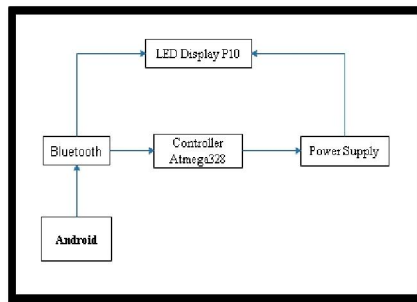 LED Display P10
Bluetooth
Controller
Atmega328
Power Supply
Android